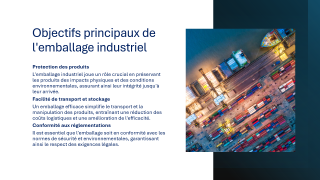 Objectifs principaux de
l'emballage industriel
Protection des produits
L'emballage industriel joue un rôle crucial en préservant
les produits des impacts physiques et des conditions
environnementales, assurant ainsi leur intégrité jusqu'à
leur arrivée.
Facilité de transport et stockage
Un emballage efficace simplifie le transport et la
manipulation des produits, entraînant une réduction des
coûts logistiques et une amélioration de l'efficacité.
Conformité aux réglementations
Il est essentiel que l'emballage soit en conformité avec les
normes de sécurité et environnementales, garantissant
ainsi le respect des exigences légales.